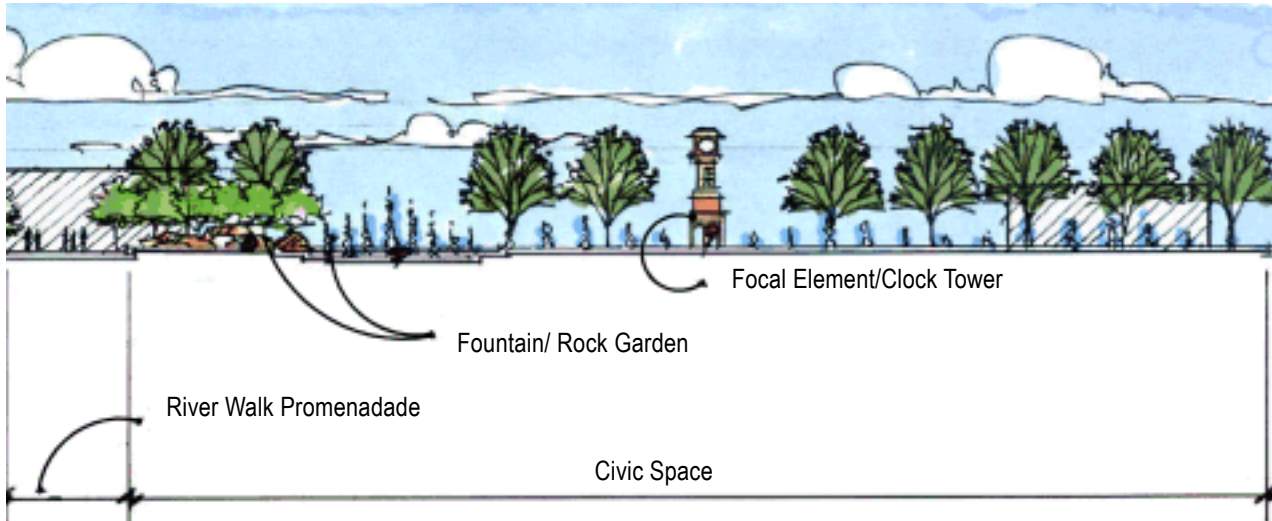 Focal Element/Clock Tower
Fountain/ Rock Garden
River Walk Promenadade
Civic Space